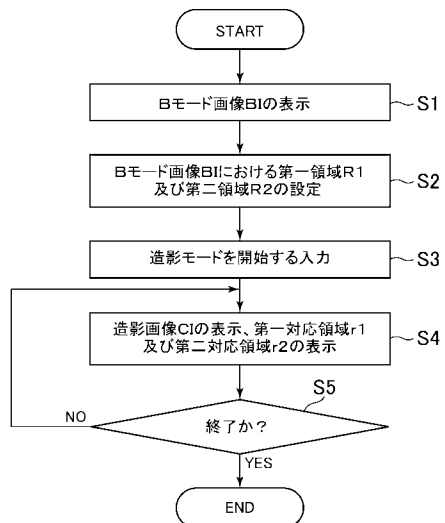 START
Bモード画像BIの表示
S1
Bモード画像BIにおける第一領域R1
及び第二領域R2の設定
S2
造影モードを開始する入力
S3
造影画像CIの表示、第一対応領域r1
及び第二対応領域r2の表示
S4
S5
終了か?
NO
YES
END